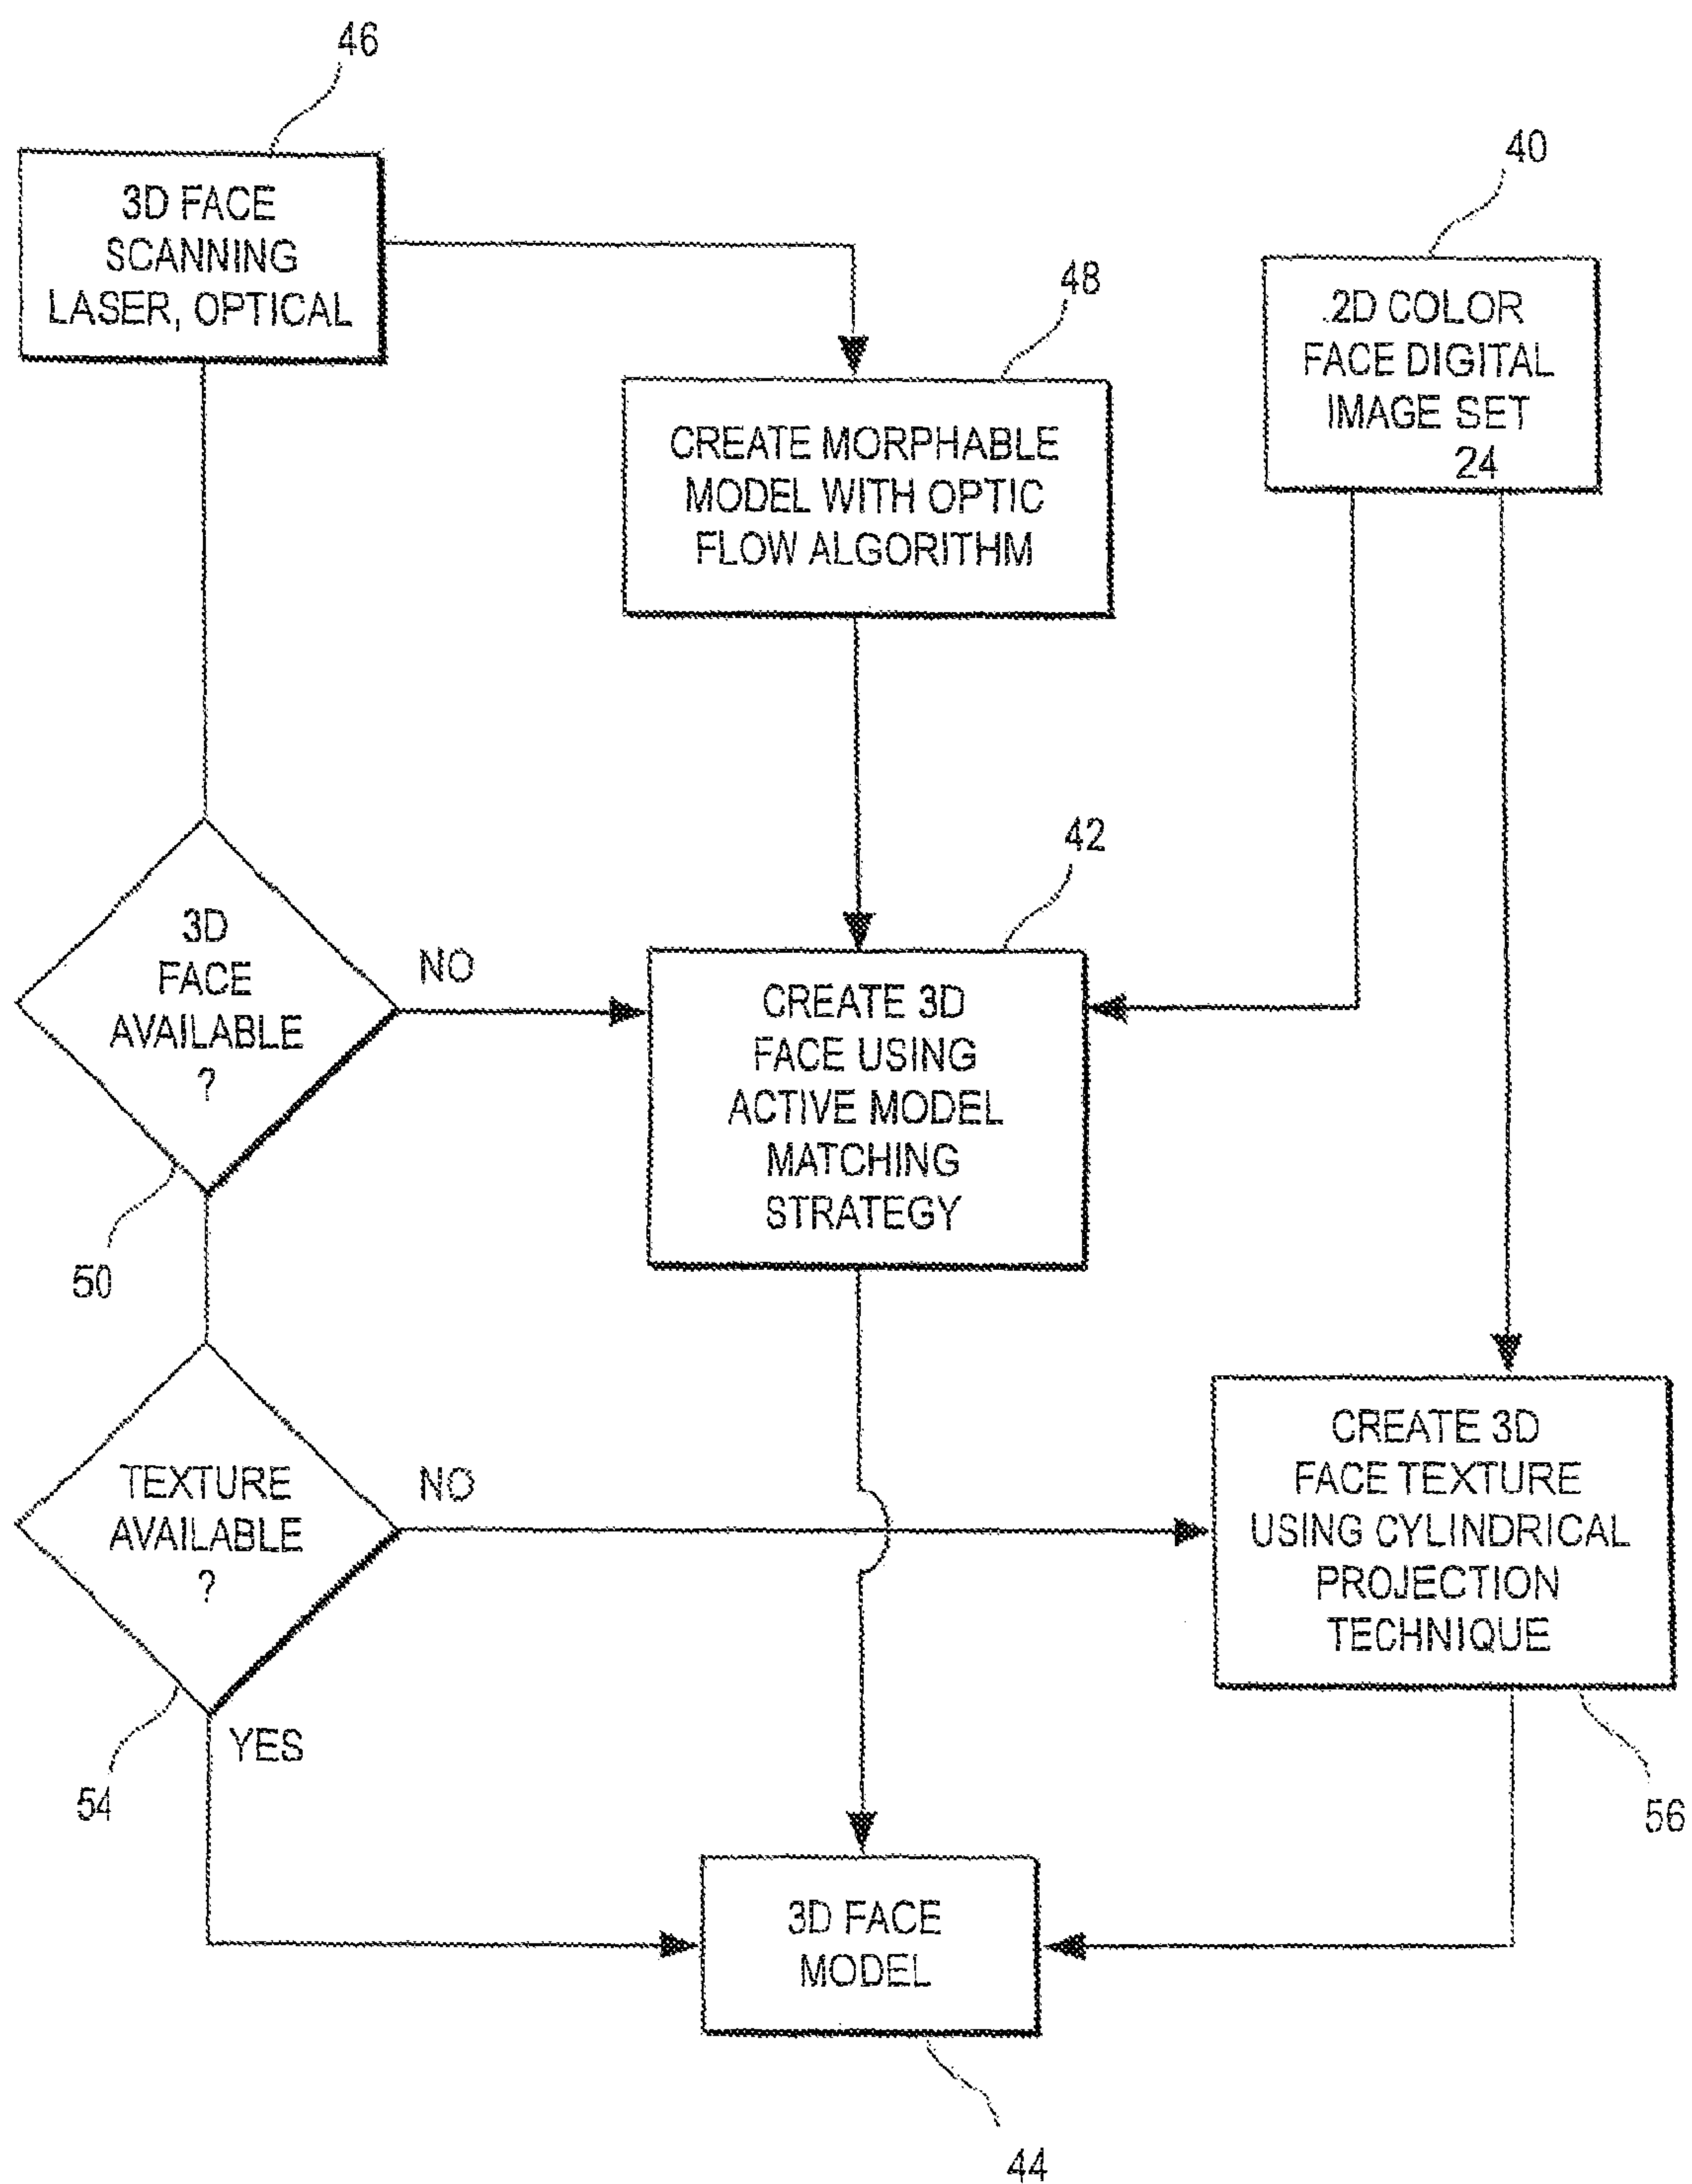 46
3D FACE
SCANNING
LASER, OPTICAL
40
2D COLOR
FACE DIGITAL
IMAGE SET
24
48
CREATE MORPHABLE
MODEL WITH OPTIC
FLOW ALGORITHM
42
3D
FACE
AVAILABLE
?
NO
50
CREATE 3D
FACE USING
ACTIVE MODEL
MATCHING
STRATEGY
TEXTURE
AVAILABLE
?
NO
YES
54
CREATE 3D
FACE TEXTURE
USING CYLINDRICAL
PROJECTION
TECHNIQUE
56
3D FACE
MODEL
44